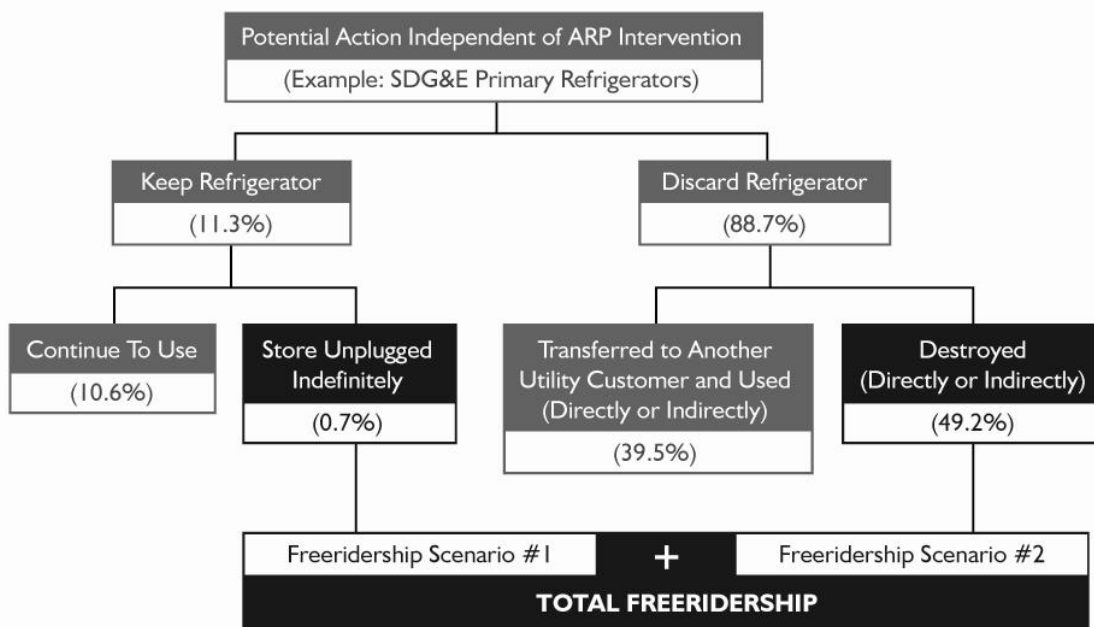 Potential Action Independent of ARP Intervention
(Example: SDG&E Primary Refrigerators)
Keep Refrigerator
(11.3%)
Discard Refrigerator
(88.7%)
Continue To Use
(10.6%)
Store Unplugged
Indefinitely
(0.7%)
Transferred to Another
Utility Customer and Used
(Directly or Indirectly)
(39.5%)
Destroyed
(Directly or Indirectly)
(49.2%)
Freeridership Scenario #1
+
Freeridership Scenario #2
TOTAL FREERIDERSHIP